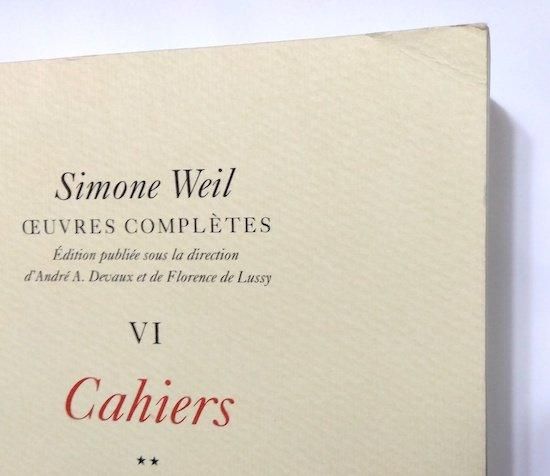 Simone Weil
ŒUVRES COMPLÈTES
Édition publiée sous la direction
d'André A. Devaux et de Florence de Lussy
VI
Cahiers
★★